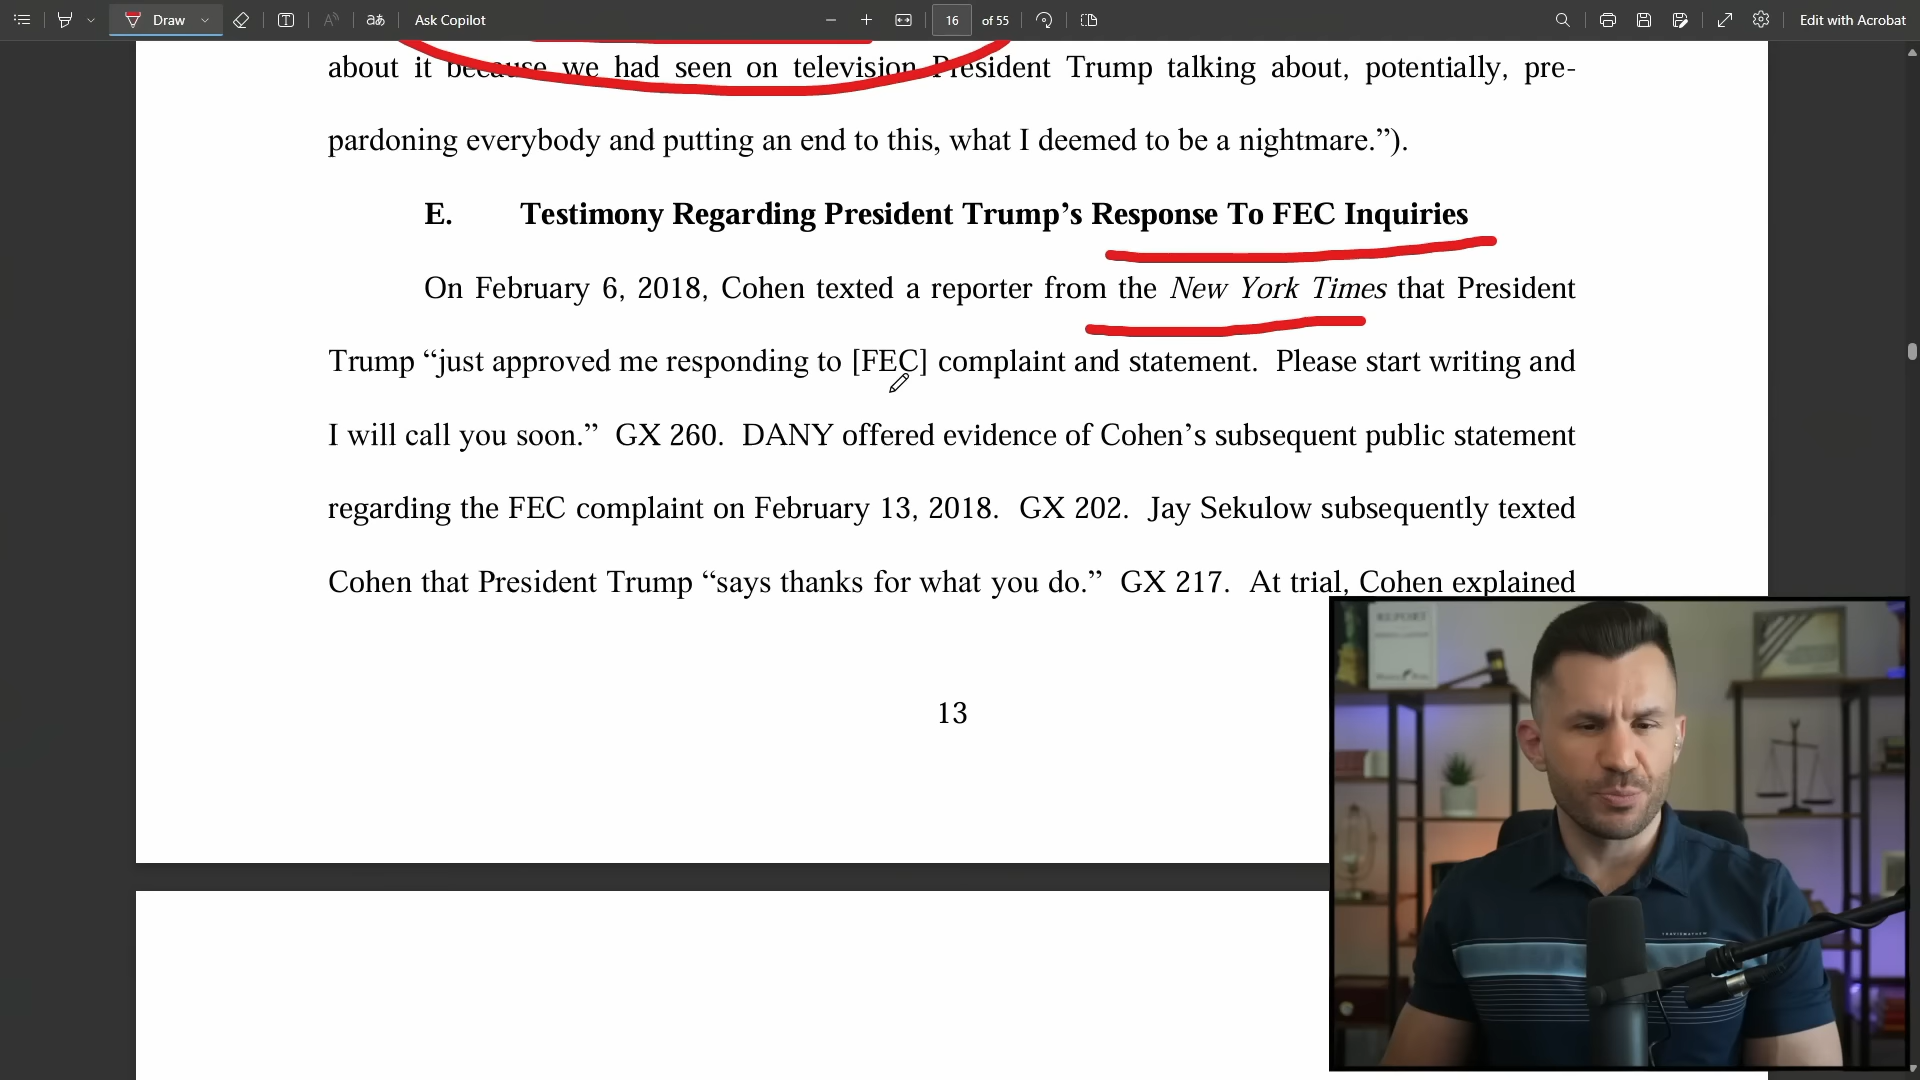 Draw
Ask Copilot
16 of 55
Edit with Acrobat
about it because we had seen on television President Trump talking about, potentially, pre-
pardoning everybody and putting an end to this, what I deemed to be a nightmare.”).
E. Testimony Regarding President Trump’s Response To FEC Inquiries
On February 6, 2018, Cohen texted a reporter from the New York Times that President
Trump “just approved me responding to [FEC] complaint and statement. Please start writing and
I will call you soon.” GX 260. DANY offered evidence of Cohen’s subsequent public statement
regarding the FEC complaint on February 13, 2018. GX 202. Jay Sekulow subsequently texted
Cohen that President Trump “says thanks for what you do.” GX 217. At trial, Cohen explained
13
REPORT